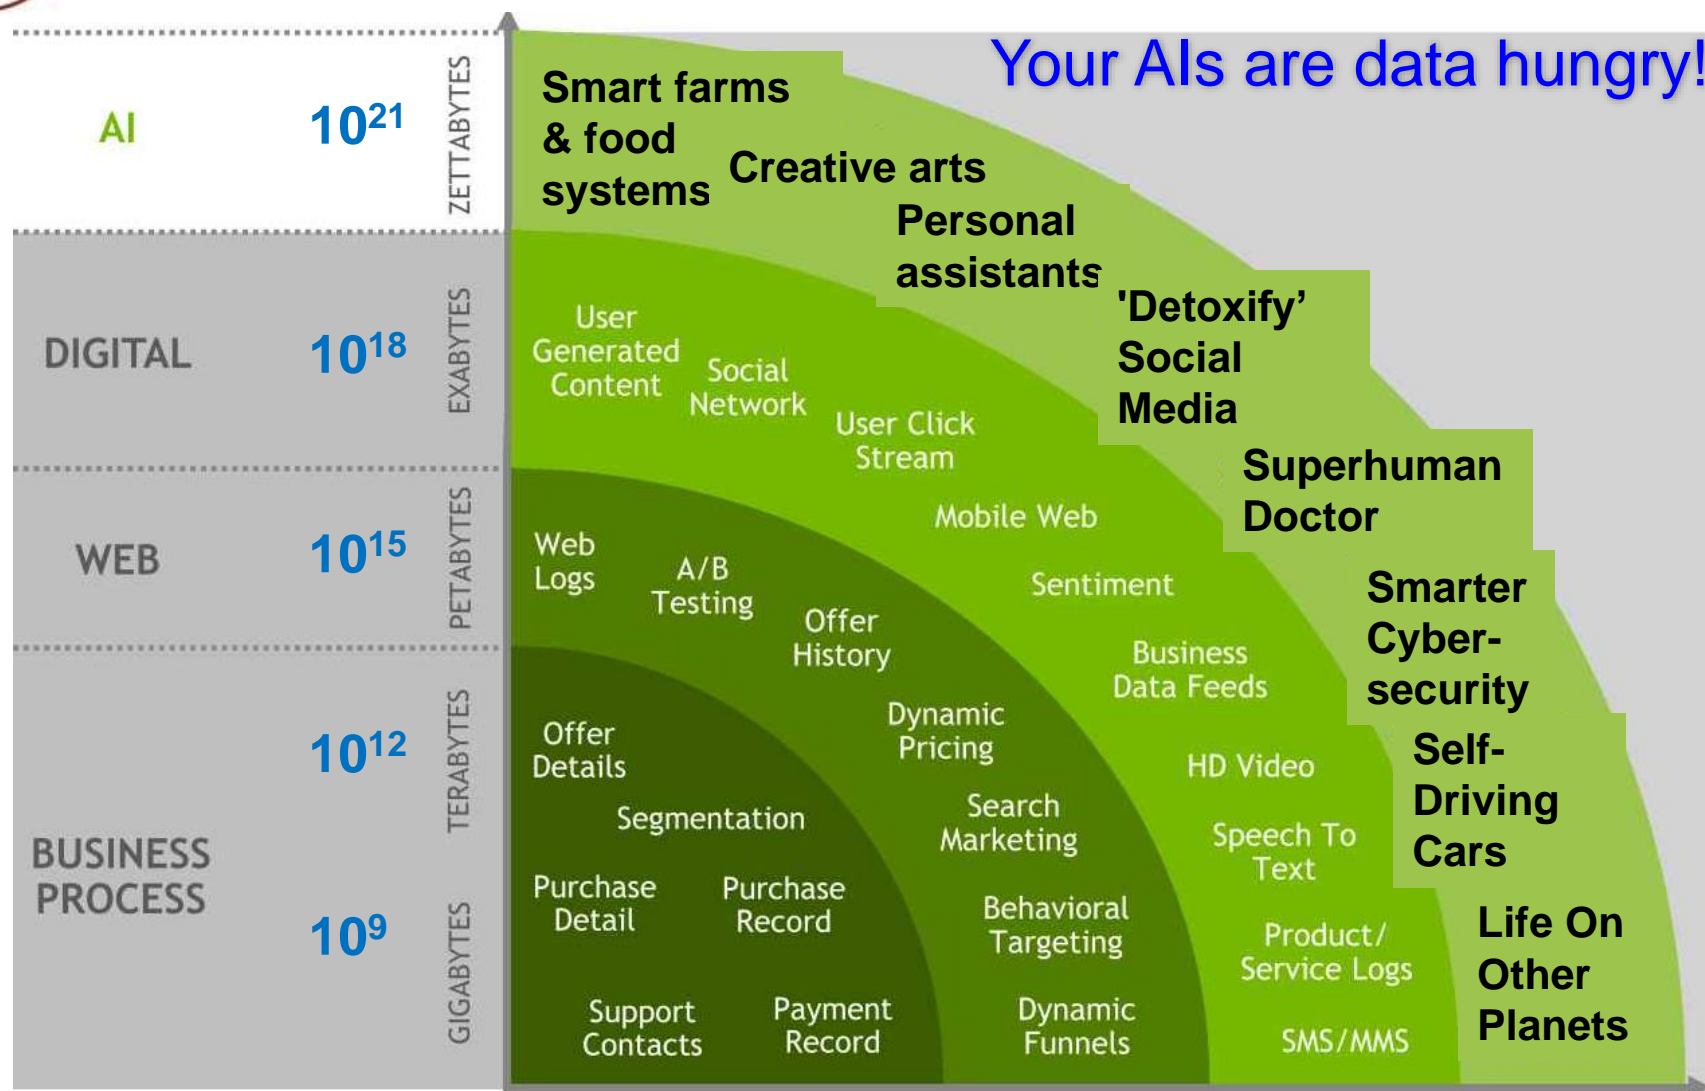 Your AIs are data hungry!
AI
10²¹
ZETTABYTES
DIGITAL
10¹⁸
EXABYTES
WEB
10¹⁵
PETABYTES
BUSINESS
PROCESS
10¹²
TERABYTES
10⁹
GIGABYTES
Smart farms
& food
systems
Creative arts
Personal
assistants
'Detoxify’
Social
Media
Superhuman
Doctor
Smarter
Cyber-
security
Self-
Driving
Cars
Life On
Other
Planets
User
Generated
Content
Social
Network
User Click
Stream
Mobile Web
Sentiment
Business
Data Feeds
HD Video
Speech To
Text
Product/
Service Logs
SMS/MMS
Web
Logs
A/B
Testing
Offer
History
Dynamic
Pricing
Search
Marketing
Behavioral
Targeting
Dynamic
Funnels
Offer
Details
Segmentation
Purchase
Detail
Purchase
Record
Support
Contacts
Payment
Record